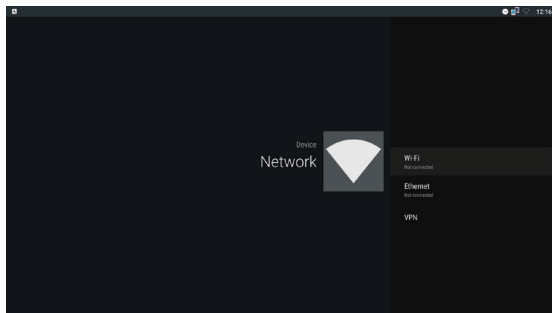 12:16
Device
Network
Wi-Fi
Not connected
Ethernet
Not connected
VPN